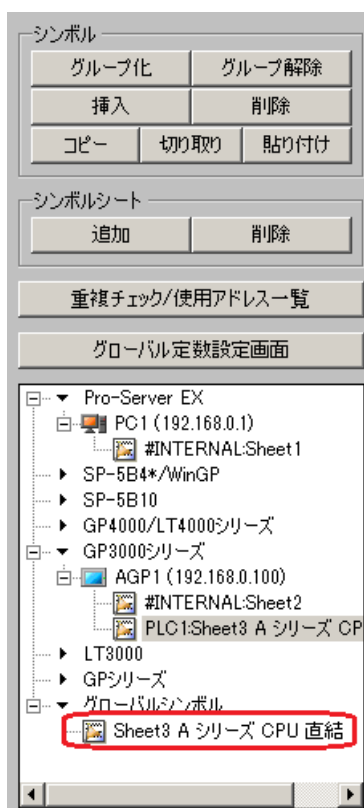 シンボル
グループ化 グループ解除
挿入 削除
コピー 切り取り 貼り付け
シンボルシート
追加 削除
重複チェック/使用アドレス一覧
グローバル定数設定画面
Pro-Server EX
PC1 (192.168.0.1)
#INTERNAL:Sheet1
SP-5B4*/WinGP
SP-5B10
GP4000/LT4000シリーズ
GP3000シリーズ
AGP1 (192.168.0.100)
#INTERNAL:Sheet2
PLC1:Sheet3 A シリーズ CP
LT3000
GPシリーズ
グローバルシンボル
Sheet3 A シリーズ CPU 直結